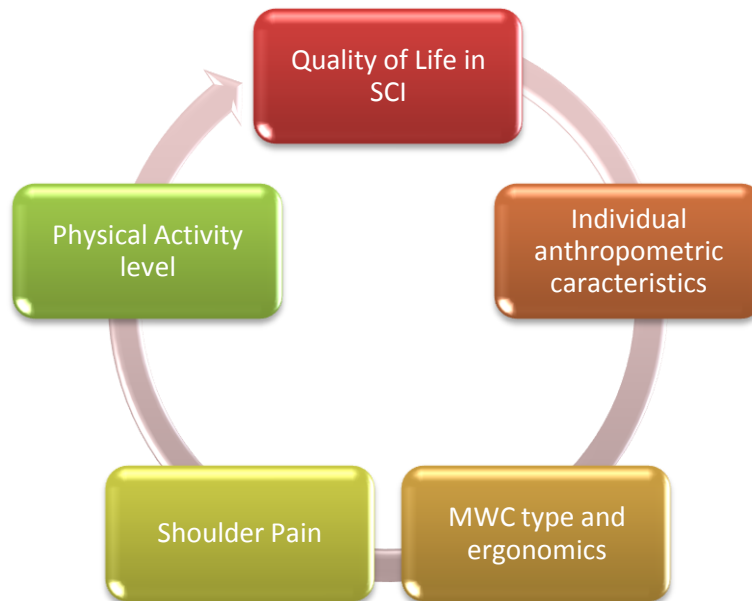 Quality of Life in
SCI
Individual
anthropometric
caracteristics
MWC type and
ergonomics
Shoulder Pain
Physical Activity
level